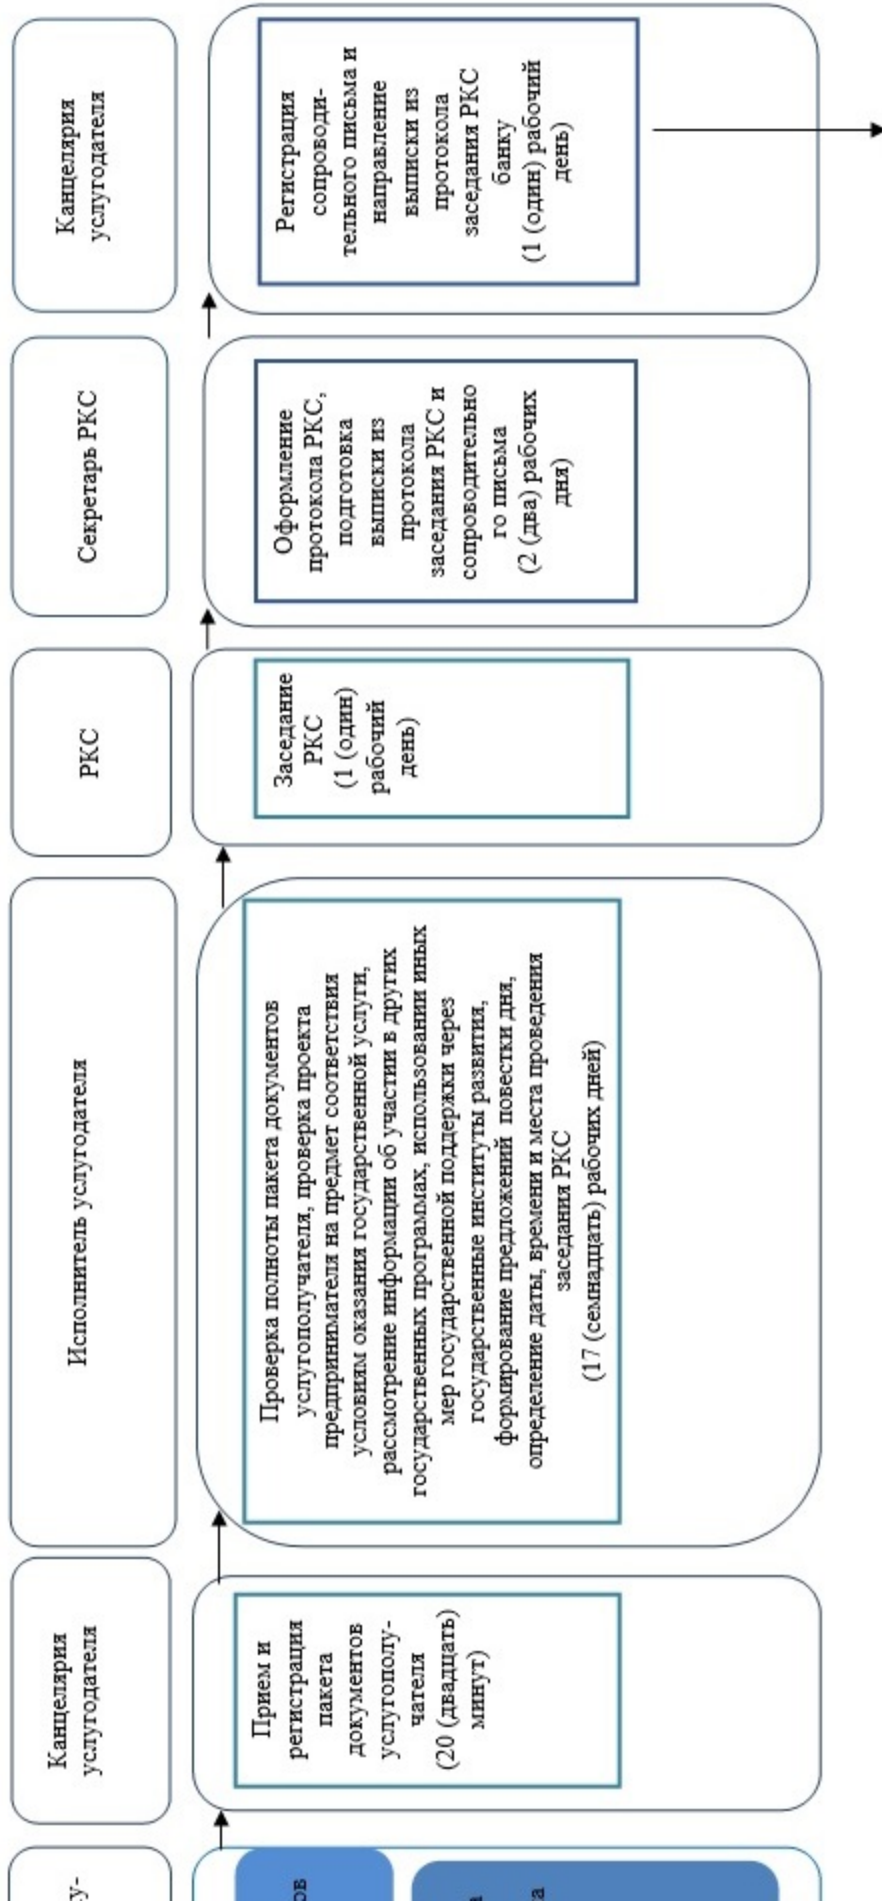 у-
Канцелярия
услугодателя
Исполнитель услугодателя
РКС
Секретарь РКС
Канцелярия
услугодателя
ов
а
а
Прием и
регистрация
пакета
документов
услугополу-
чателя
(20 (двадцать)
минут)
Проверка полноты пакета документов
услугополучателя, проверка проекта
предпринимателя на предмет соответствия
условиям оказания государственной услуги,
рассмотрение информации об участии в других
государственных программах, использовании иных
мер государственной поддержки через
государственные институты развития,
формирование предложений повестки дня,
определение даты, времени и места проведения
заседания РКС
(17 (семнадцать) рабочих дней)
Заседание
РКС
(1 (один)
рабочий
день)
Оформление
протокола РКС,
подготовка
выписки из
протокола
заседания РКС и
сопроводительно
го письма
(2 (два) рабочих
дня)
Регистрация
сопроводи-
тельного письма и
направление
выписки из
протокола
заседания РКС
банку
(1 (один) рабочий
день)